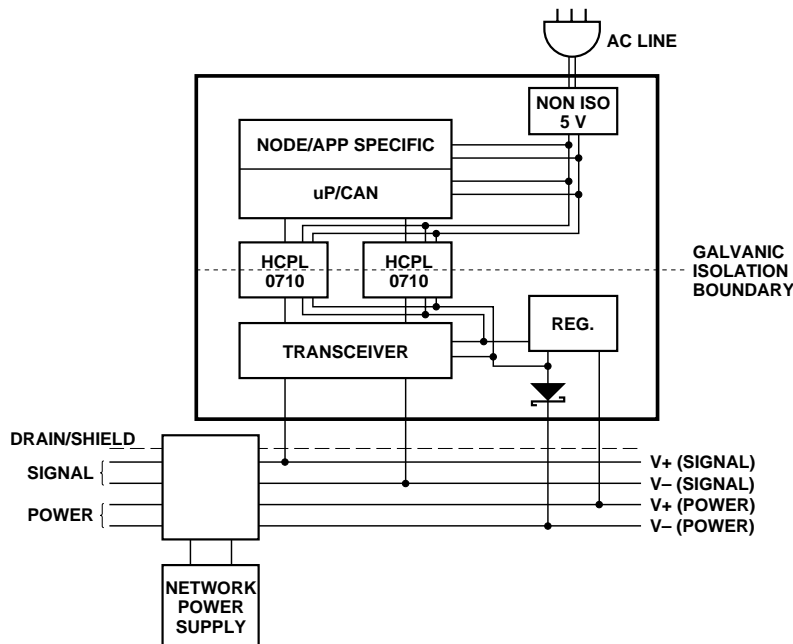 AC LINE
NON ISO
5 V
NODE/APP SPECIFIC
uP/CAN
HCPL
0710
HCPL
0710
GALVANIC
ISOLATION
BOUNDARY
REG.
TRANSCEIVER
DRAIN/SHIELD
SIGNAL
POWER
V+ (SIGNAL)
V– (SIGNAL)
V+ (POWER)
V– (POWER)
NETWORK
POWER
SUPPLY